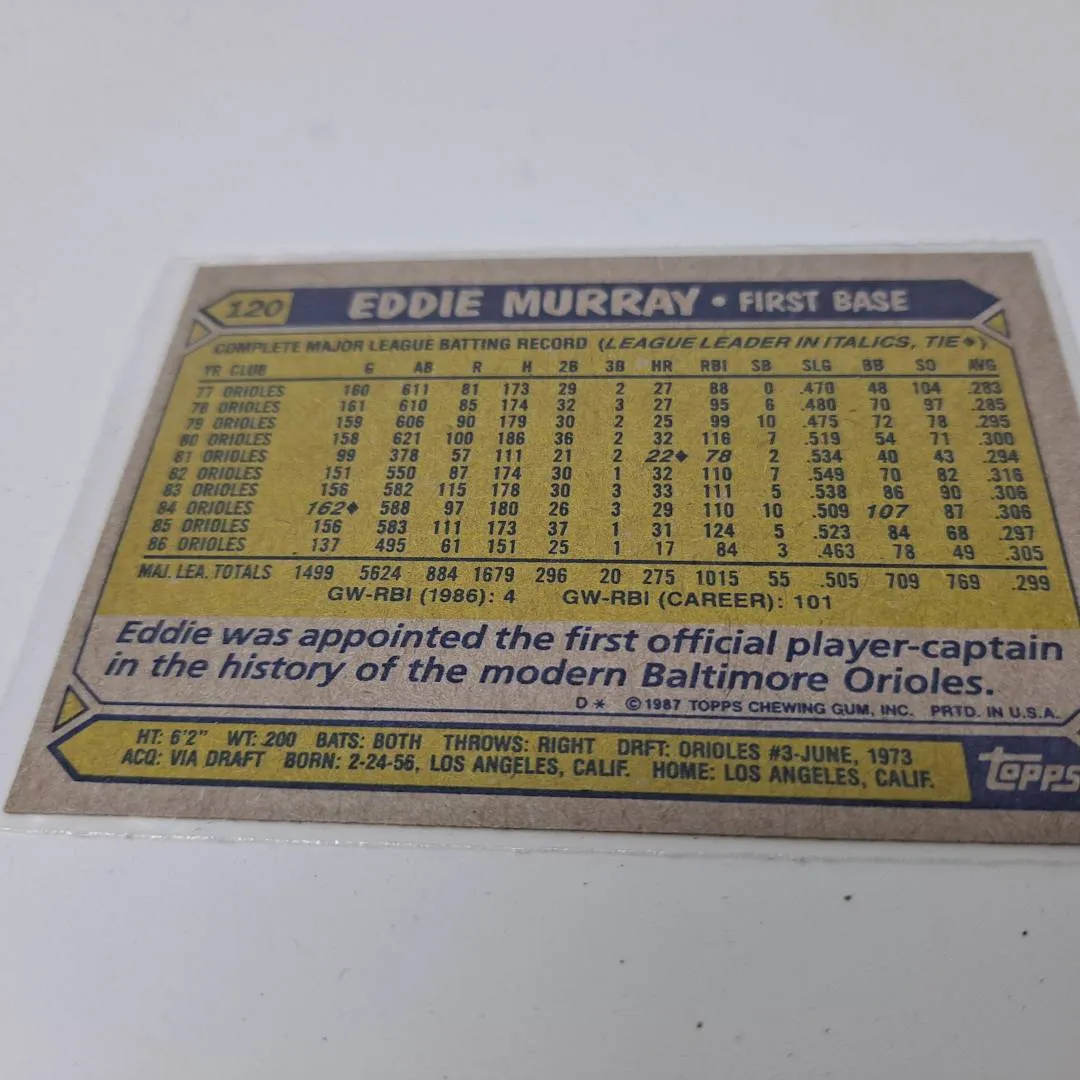 120 EDDIE MURRAY • FIRST BASE
COMPLETE MAJOR LEAGUE BATTING RECORD (LEAGUE LEADER IN ITALICS, TIE♦)
YR CLUB G AB R H 2B 3B HR RBI SB SLG BB SO AVG
77 ORIOLES 160 611 81 173 29 2 27 88 0 .470 48 104 .283
78 ORIOLES 161 610 85 174 32 3 27 95 6 .480 70 97 .285
79 ORIOLES 159 606 90 179 30 2 25 99 10 .475 72 78 .295
80 ORIOLES 158 621 100 186 36 2 32 116 7 .519 54 71 .300
81 ORIOLES 99 378 57 111 21 2 22♦ 78 2 .534 40 43 .294
82 ORIOLES 151 550 87 174 30 1 32 110 7 .549 70 82 .316
83 ORIOLES 156 582 115 178 30 3 33 111 5 .538 86 90 .306
84 ORIOLES 162♦ 588 97 180 26 3 29 110 10 .509 107 87 .306
85 ORIOLES 156 583 111 173 37 1 31 124 5 .523 84 68 .297
86 ORIOLES 137 495 61 151 25 1 17 84 3 .463 78 49 .305
MAJ. LEA. TOTALS 1499 5624 884 1679 296 20 275 1015 55 .505 709 769 .299
GW-RBI (1986): 4 GW-RBI (CAREER): 101
Eddie was appointed the first official player-captain
in the history of the modern Baltimore Orioles.
D* ©1987 TOPPS CHEWING GUM, INC. PRTD. IN U.S.A.
HT: 6'2" WT: 200 BATS: BOTH THROWS: RIGHT DRFT: ORIOLES #3-JUNE, 1973
ACQ: VIA DRAFT BORN: 2-24-56, LOS ANGELES, CALIF. HOME: LOS ANGELES, CALIF.
topps